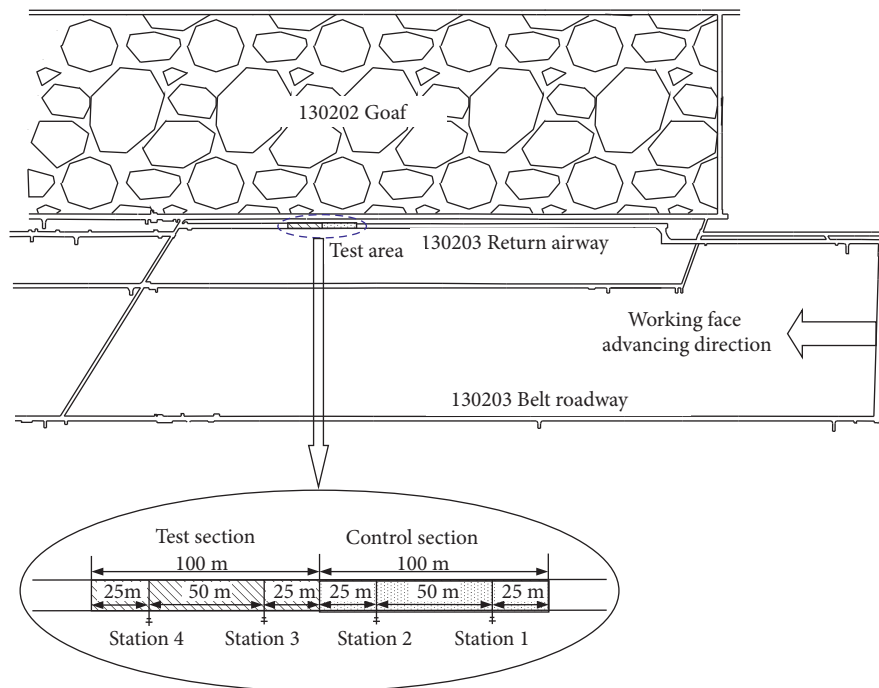 130202 Goaf
Test area
130203 Return airway
Working face
advancing direction
130203 Belt roadway
Test section
Control section
100 m
100 m
25 m
50 m
25 m
25 m
50 m
25 m
Station 4
Station 3
Station 2
Station 1